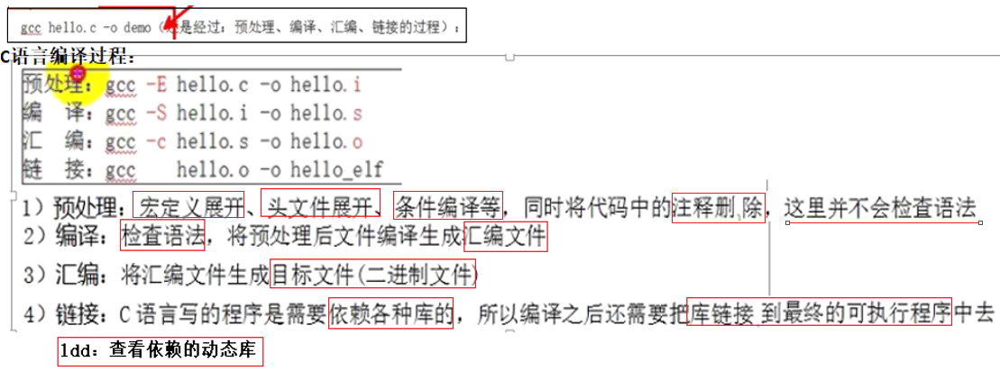 gcc hello.c -o demo（还是经过：预处理、编译、汇编、链接的过程）：
C语言编译过程：
预处理：gcc -E hello.c -o hello.i
编　译：gcc -S hello.i -o hello.s
汇　编：gcc -c hello.s -o hello.o
链　接：gcc　 hello.o -o hello_elf
1）预处理：宏定义展开、头文件展开、条件编译等，同时将代码中的注释删除，这里并不会检查语法
2）编译：检查语法，将预处理后文件编译生成汇编文件
3）汇编：将汇编文件生成目标文件(二进制文件)
4）链接：C语言写的程序是需要依赖各种库的，所以编译之后还需要把库链接到最终的可执行程序中去
ldd：查看依赖的动态库